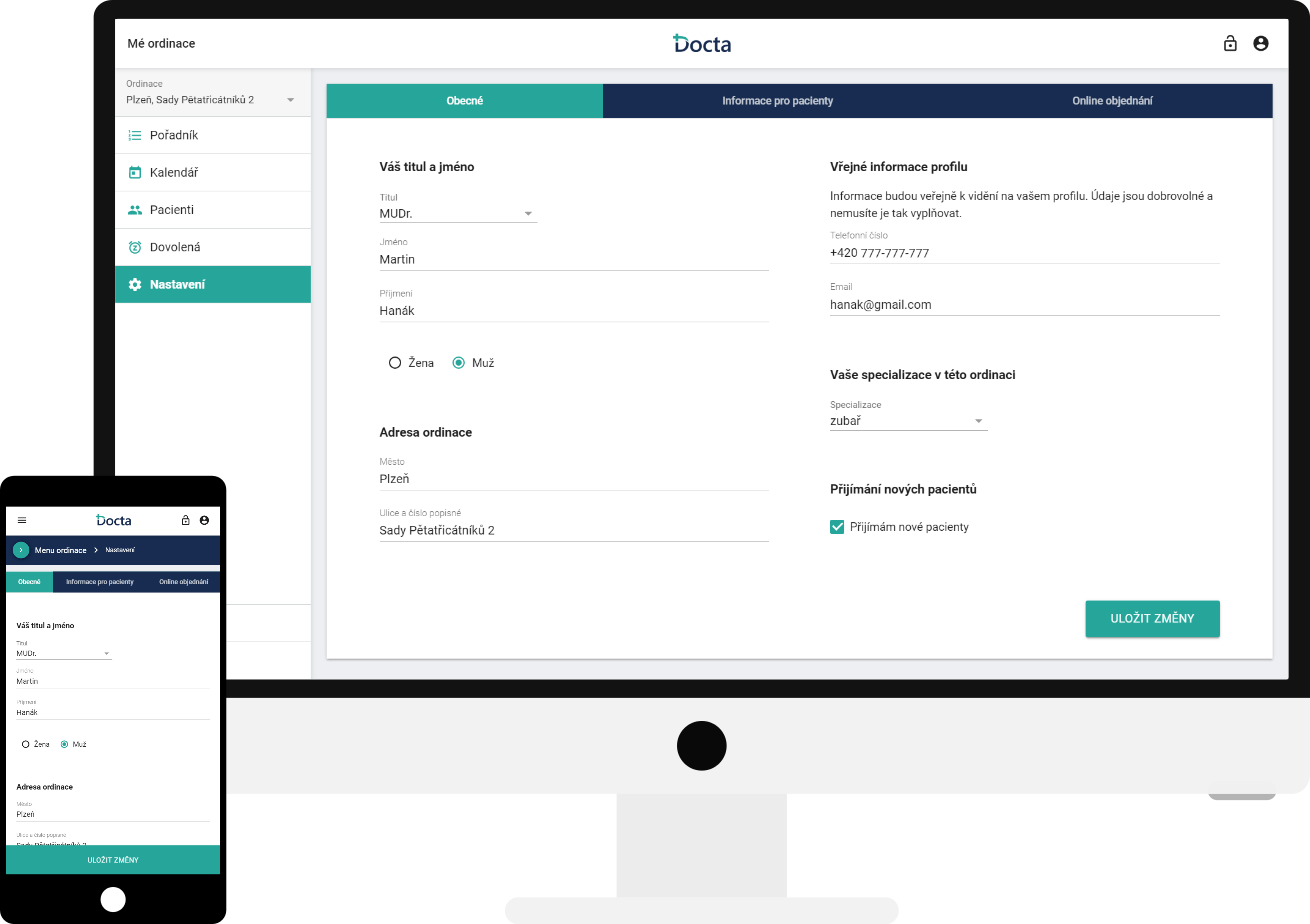 Mé ordinace
Docta
Ordinace
Plzeň, Sady Pětatřicátníků 2
Pořadník
Kalendář
Pacienti
Dovolená
Nastavení
Obecné
Informace pro pacienty
Online objednání
Váš titul a jméno
Titul
MUDr.
Jméno
Martin
Příjmení
Hanák
Žena
Muž
Adresa ordinace
Město
Plzeň
Ulice a číslo popisné
Sady Pětatřicátníků 2
Vřejné informace profilu
Informace budou veřejně k vidění na vašem profilu. Údaje jsou dobrovolné a
nemusíte je tak vyplňovat.
Telefonní číslo
+420 777-777-777
Email
hanak@gmail.com
Vaše specializace v této ordinaci
Specializace
zubař
Přijímání nových pacientů
Přijímám nové pacienty
ULOŽIT ZMĚNY
Docta
Menu ordinace
Nastavení
Obecné
Informace pro pacienty
Online objednání
Váš titul a jméno
Titul
MUDr.
Jméno
Martin
Příjmení
Hanák
Žena
Muž
Adresa ordinace
Město
Plzeň
Ulice a číslo popisné
Sady Pětatřicátníků 2
ULOŽIT ZMĚNY